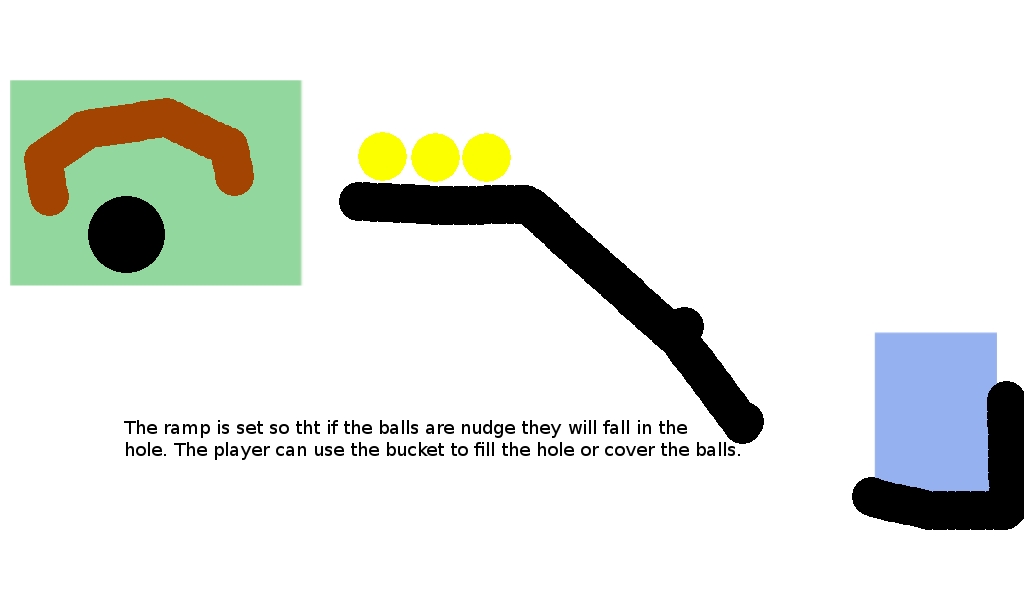 The ramp is set so tht if the balls are nudge they will fall in the
hole. The player can use the bucket to fill the hole or cover the balls.